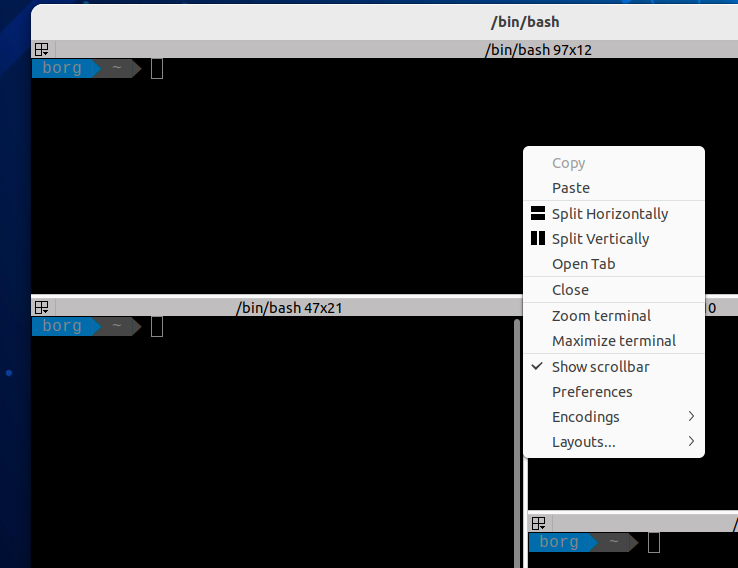 /bin/bash
/bin/bash 97x12
borg ~
Copy
Paste
Split Horizontally
Split Vertically
Open Tab
Close
Zoom terminal
Maximize terminal
Show scrollbar
Preferences
Encodings
Layouts...
/bin/bash 47x21
0
borg ~
/
borg ~